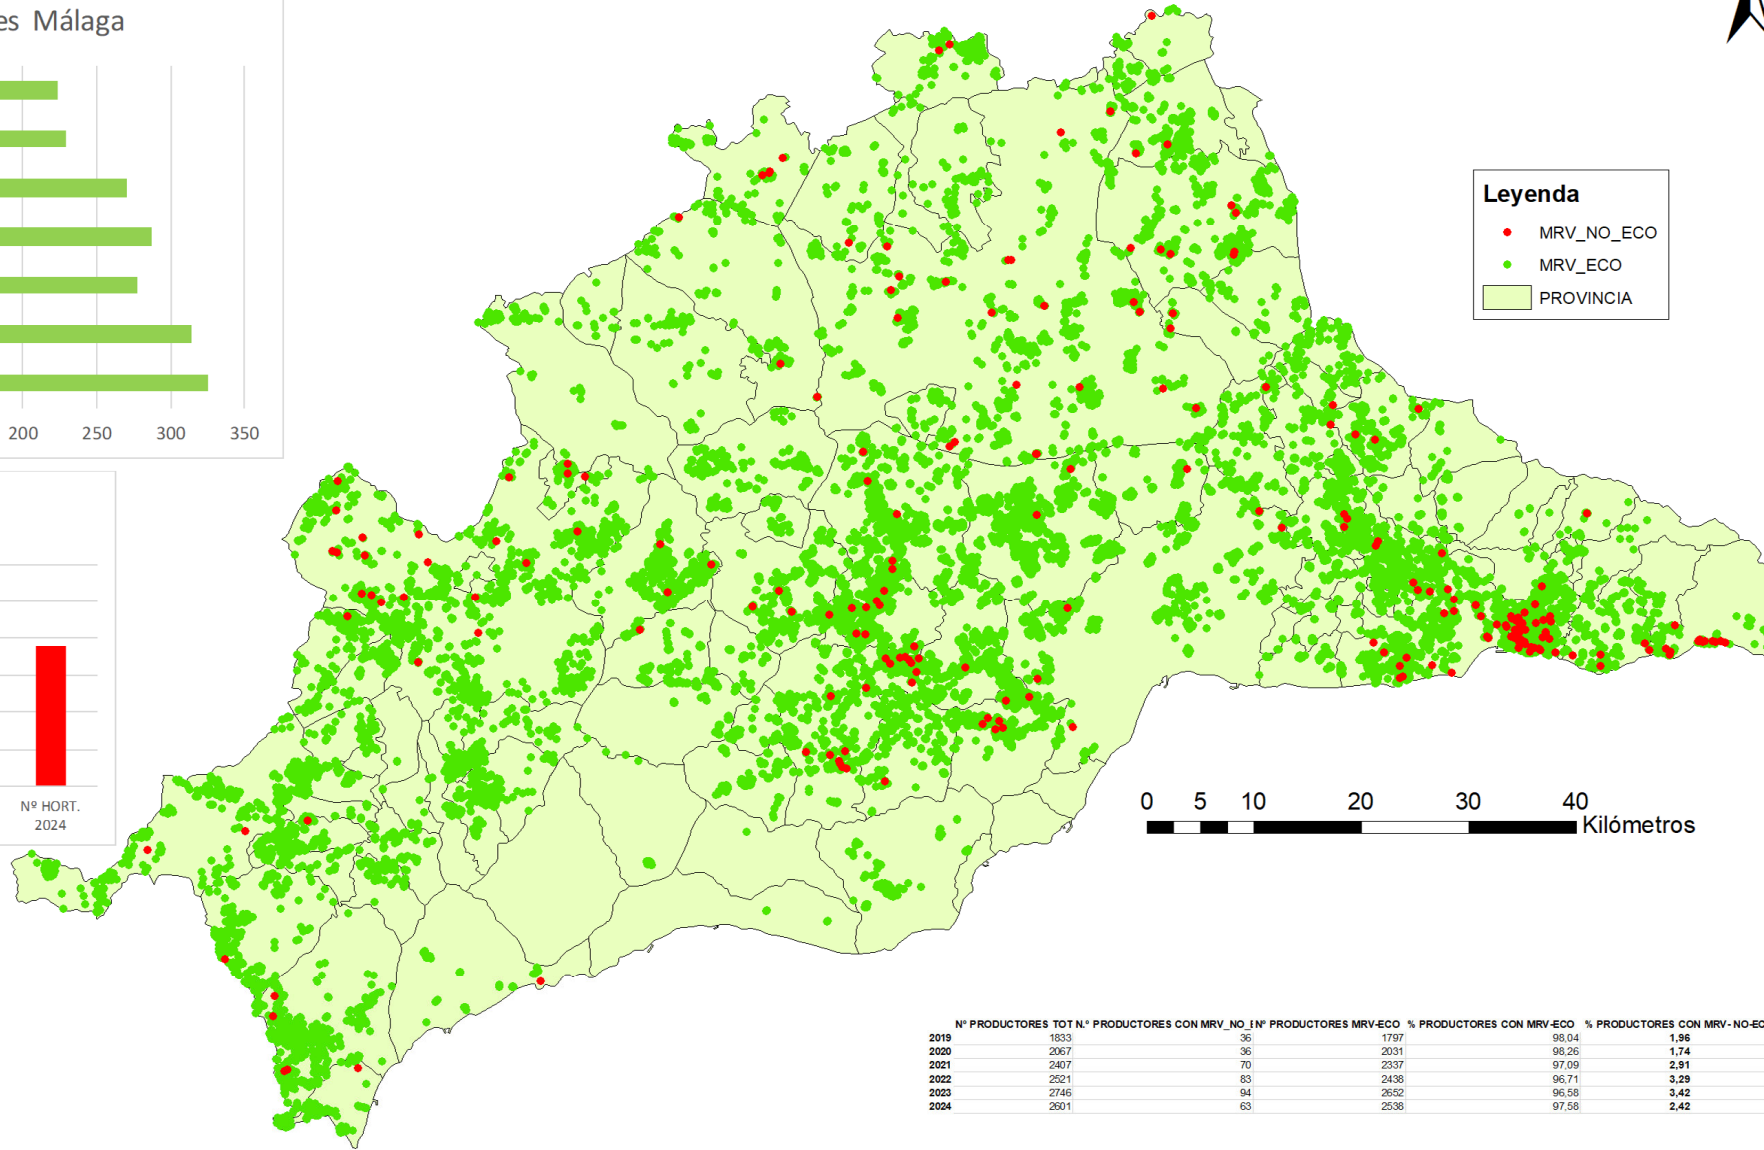 es Málaga
200 250 300 350
Nº HORT.
2024
Leyenda
MRV_NO_ECO
MRV_ECO
PROVINCIA
0 5 10 20 30 40
Kilómetros
Nº PRODUCTORES TOT N.º PRODUCTORES CON MRV_NO_E Nº PRODUCTORES MRV-ECO % PRODUCTORES CON MRV-ECO % PRODUCTORES CON MRV- NO-EC
2019 1833 36 1797 98,04 1,96
2020 2067 36 2031 98,26 1,74
2021 2407 70 2337 97,09 2,91
2022 2521 83 2438 96,71 3,29
2023 2746 94 2652 96,58 3,42
2024 2601 63 2538 97,58 2,42